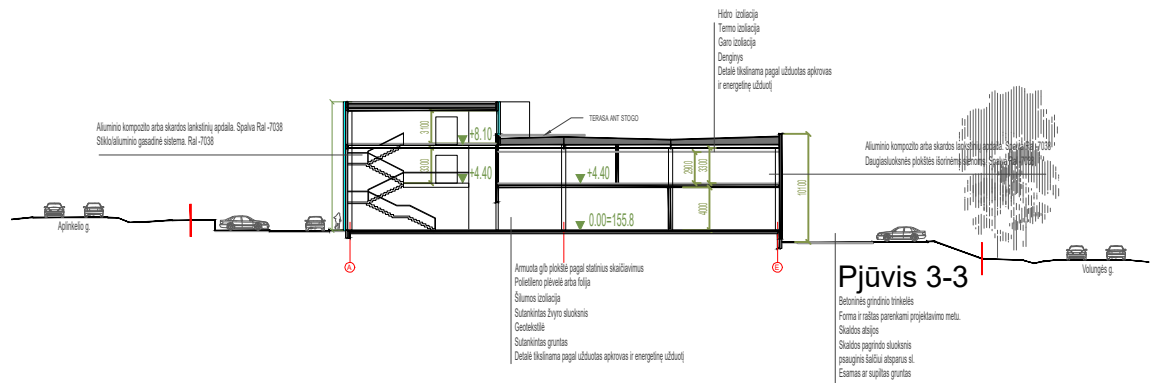 Hidro izoliacija
Termo izoliacija
Garo izoliacija
Denginys
Detalė tikslinama pagal užduotas apkrovas
ir energetinę užduotį
TERASA ANT STOGO
Aliuminio kompozito arba skardos lankstinių apdaila. Spalva Ral -7038
Stiklo/aliuminio gasadinė sistema. Ral -7038
3100
+8.10
3300
+4.40
+4.40
2900
3300
4000
0.00=155.8
10100
Aliuminio kompozito arba skardos lankstinių apdaila. Spalva Ral -7038
Daugiasluoksnės plokštės išorinėms sienoms. Spalva Ral -7038
Aplinkelio g.
Volungės g.
A
E
Pjūvis 3-3
Armuota g/b plokštė pagal statinius skaičiavimus
Polietileno plėvelė arba folija
Šilumos izoliacija
Sutankintas žvyro sluoksnis
Geotekstilė
Sutankintas gruntas
Detalė tikslinama pagal užduotas apkrovas ir energetinę užduotį
Betoninės grindinio trinkelės
Forma ir raštas parenkami projektavimo metu.
Skaldos atsijos
Skaldos pagrindo sluoksnis
psauginis šalčiui atsparus sl.
Esamas ar supiltas gruntas